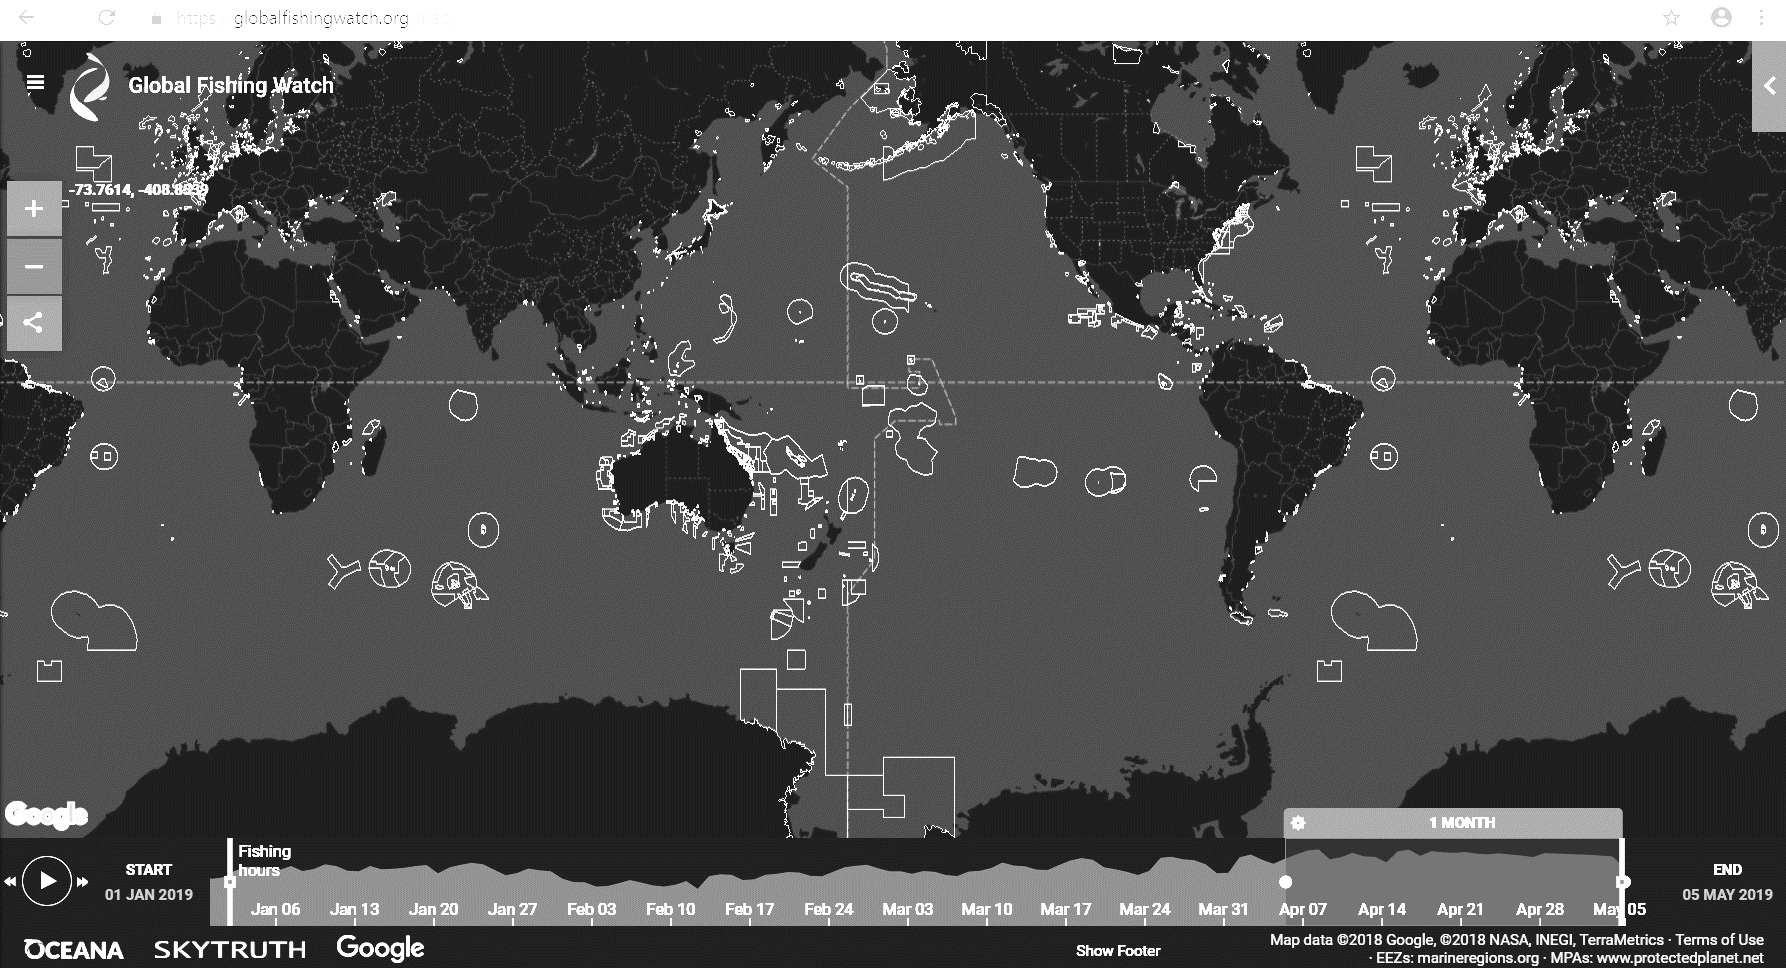 https://globalfishingwatch.org/map/
Global Fishing Watch
-73.7614, -408.8539
+
−
Google
1 MONTH
Fishing
hours
START
01 JAN 2019
END
05 MAY 2019
Jan 06 Jan 13 Jan 20 Jan 27 Feb 03 Feb 10 Feb 17 Feb 24 Mar 03 Mar 10 Mar 17 Mar 24 Mar 31 Apr 07 Apr 14 Apr 21 Apr 28 May 05
OCEANA SKYTRUTH Google
Show Footer
Map data ©2018 Google, ©2018 NASA, INEGI, TerraMetrics · Terms of Use
· EEZs: marineregions.org · MPAs: www.protectedplanet.net